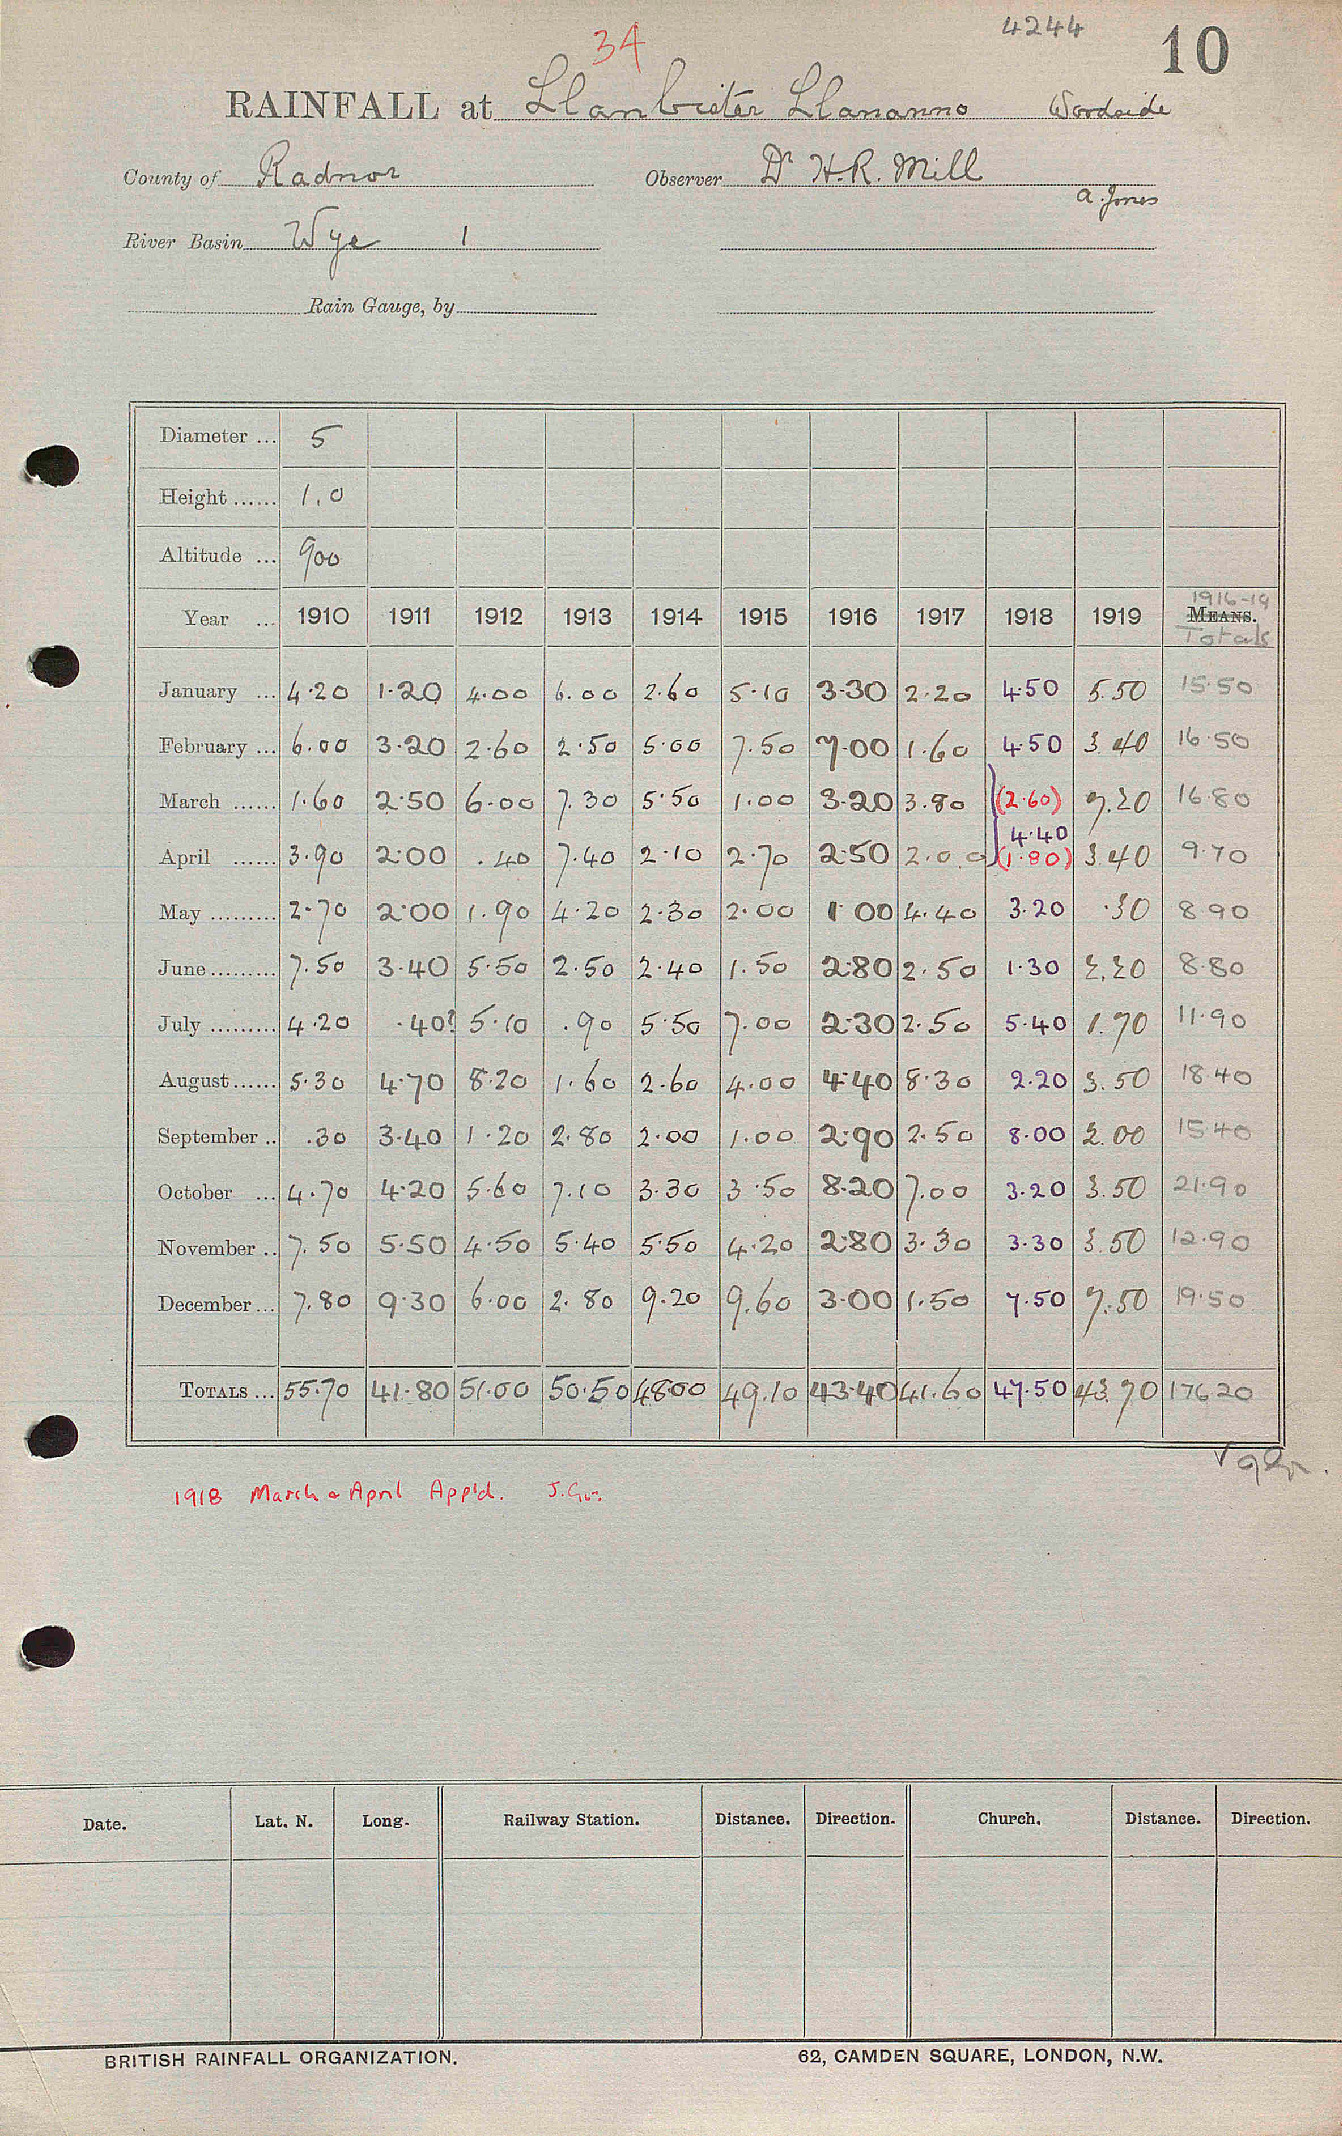 4244
34
10
RAINFALL at Llanbister Llananno Woodside
County of Radnor Observer Dr H.R. Mill
A. Jones
River Basin Wye 1
Rain Gauge, by
Diameter ... 5
Height ...... 1.0
Altitude ... 900
Year ... 1910 1911 1912 1913 1914 1915 1916 1917 1918 1919 1916-19 MEANS. Totals
January ... 4.20 1.20 4.00 6.00 2.60 5.10 3.30 2.20 4.50 5.50 15.50
February ... 6.00 3.20 2.60 2.50 5.00 7.50 7.00 1.60 4.50 3.40 16.50
March ...... 1.60 2.50 6.00 7.30 5.50 1.00 3.20 3.80 (2.60) 7.20 16.80
4.40
April ...... 3.90 2.00 .40 7.40 2.10 2.70 2.50 2.00 (1.80) 3.40 9.70
May ......... 2.70 2.00 1.90 4.20 2.30 2.00 1.00 4.40 3.20 .30 8.90
June ......... 7.50 3.40 5.50 2.50 2.40 1.50 2.80 2.50 1.30 2.20 8.80
July ......... 4.20 .40? 5.10 .90 5.50 7.00 2.30 2.50 5.40 1.70 11.90
August ...... 5.30 4.70 8.20 1.60 2.60 4.00 4.40 8.30 2.20 3.50 18.40
September .. .30 3.40 1.20 2.80 2.00 1.00 2.90 2.50 8.00 2.00 15.40
October ... 4.70 4.20 5.60 7.10 3.30 3.50 8.20 7.00 3.20 3.50 21.90
November .. 7.50 5.50 4.50 5.40 5.50 4.20 2.80 3.30 3.30 3.50 12.90
December ... 7.80 9.30 6.00 2.80 9.20 9.60 3.00 1.50 7.50 7.50 19.50
TOTALS ... 55.70 41.80 51.00 50.50 48.00 49.10 43.40 41.60 47.50 43.70 176.20
1918 March & April App'd.
Date. Lat. N. Long. Railway Station. Distance. Direction. Church. Distance. Direction.
BRITISH RAINFALL ORGANIZATION. 62, CAMDEN SQUARE, LONDON, N.W.